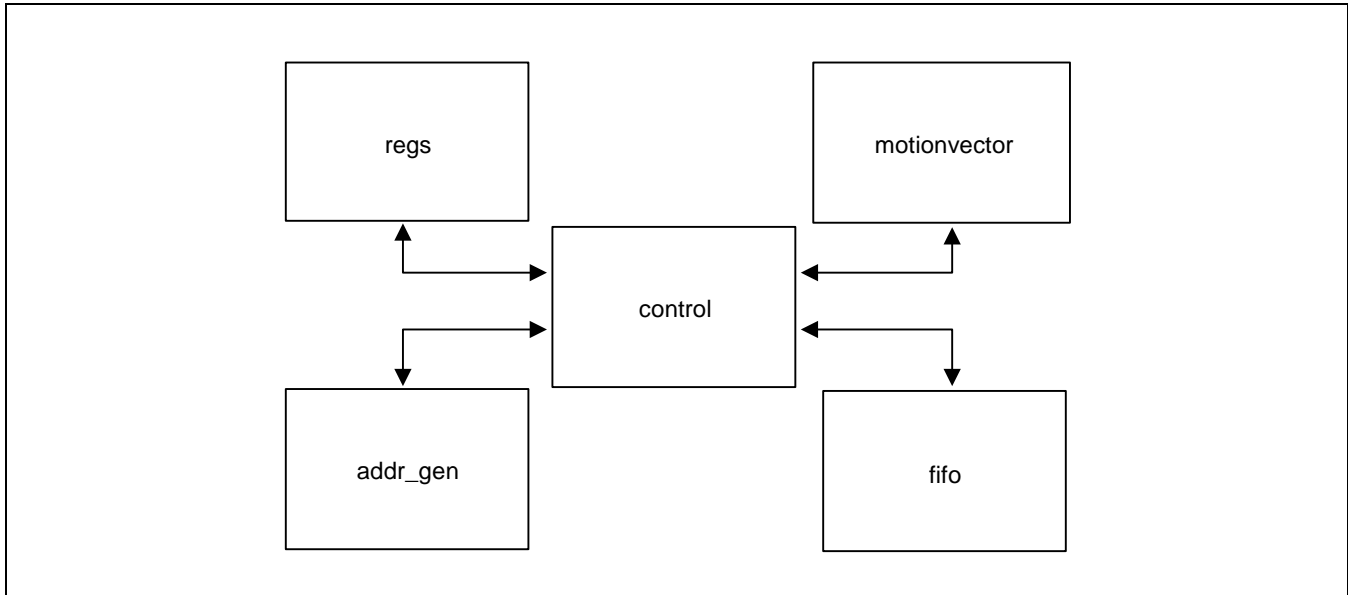 regs
motionvector
control
addr_gen
fifo